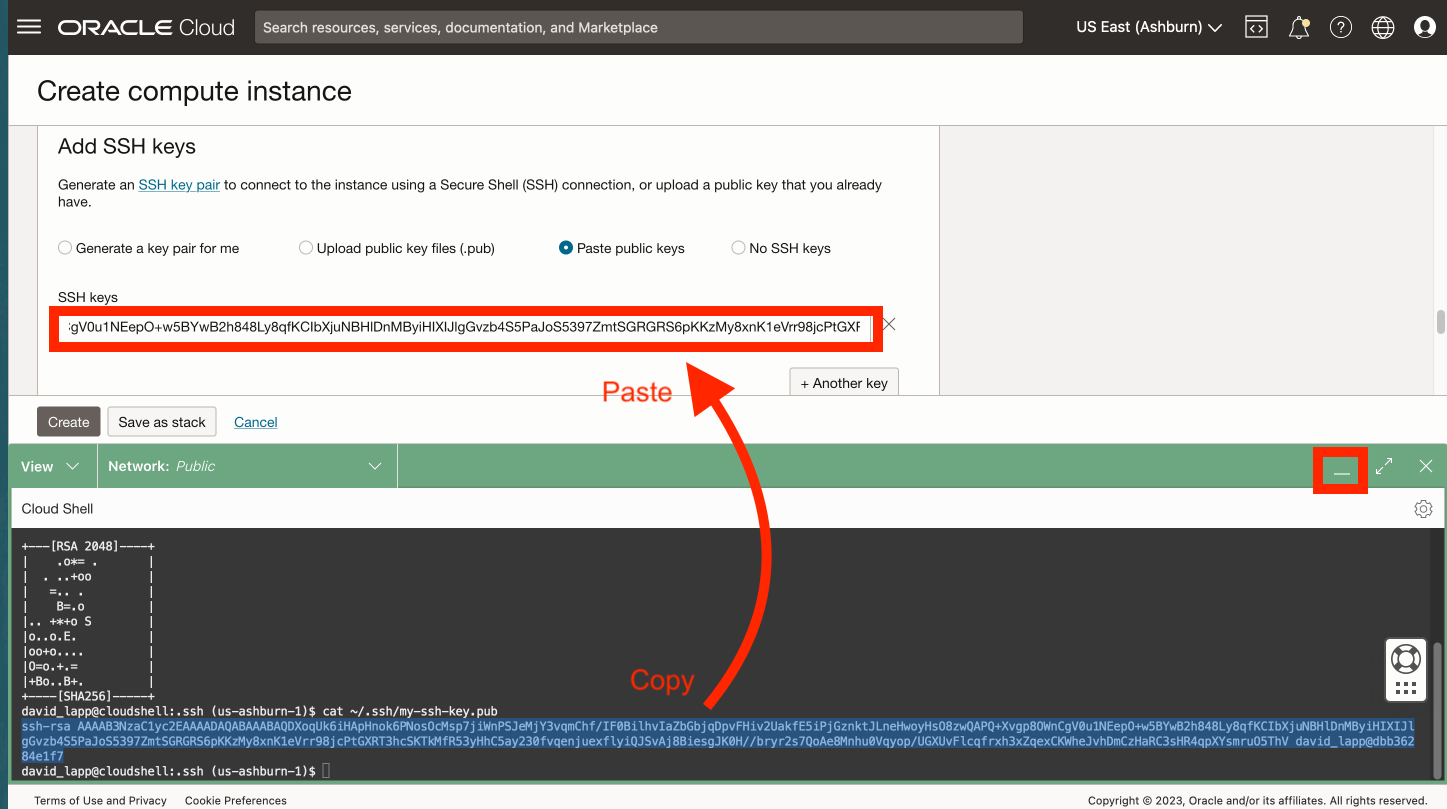 ORACLE Cloud
Search resources, services, documentation, and Marketplace
US East (Ashburn)
Create compute instance
Add SSH keys
Generate an SSH key pair to connect to the instance using a Secure Shell (SSH) connection, or upload a public key that you already
have.
Generate a key pair for me
Upload public key files (.pub)
Paste public keys
No SSH keys
SSH keys
gV0u1NEepO+w5BYwB2h848Ly8qfKCIbXjuNBHlDnMByiHIXIJlgGvzb4S5PaJoS5397ZmtSGRGRS6pKKzMy8xnK1eVrr98jcPtGXF
+ Another key
Paste
Create
Save as stack
Cancel
View
Network: Public
Cloud Shell
+---[RSA 2048]----+
|    .o*= .       |
|  . ..+oo        |
|   =.. .         |
|    B=.o         |
|.. +*+o S        |
|o..o.E.          |
|oo+o....         |
|O=o.+.=          |
|+Bo..B+.         |
+----[SHA256]-----+
Copy
david_lapp@cloudshell:.ssh (us-ashburn-1)$ cat ~/.ssh/my-ssh-key.pub
ssh-rsa AAAAB3NzaC1yc2EAAAADAQABAAABAQDXoqUk6iHApHnok6PNosOcMsp7jiWnPSJeMjY3vqmChf/IF0BilhvIaZbGbjqDpvFHiv2UakfE5iPjGznktJLneHwoyHsO8zwQAPQ+Xvgp8OWnCgV0u1NEepO+w5BYwB2h848Ly8qfKCIbXjuNBHlDnMByiHIXIJl
gGvzb4S5PaJoS5397ZmtSGRGRS6pKKzMy8xnK1eVrr98jcPtGXRT3hcSKTkMfR53yHhC5ay230fvqenjuexflyiQJSvAj8BiesgJK0H//bryr2s7QoAe8Mnhu0Vqyop/UGXUvFlcqfrxh3xZqexCKWheJvhDmCzHaRC3sHR4qpXYsmruO5ThV david_lapp@dbb362
84e1f7
david_lapp@cloudshell:.ssh (us-ashburn-1)$
Terms of Use and Privacy
Cookie Preferences
Copyright © 2023, Oracle and/or its affiliates. All rights reserved.